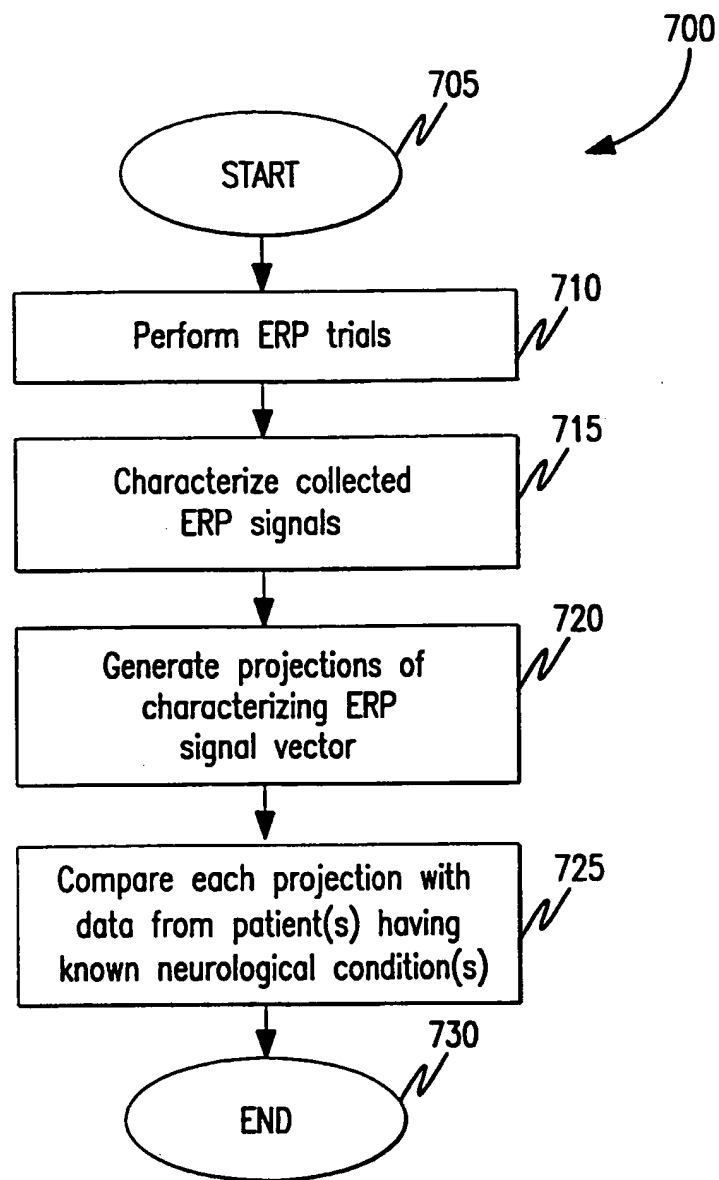 700
705
START
710
Perform ERP trials
715
Characterize collected
ERP signals
720
Generate projections of
characterizing ERP
signal vector
725
Compare each projection with
data from patient(s) having
known neurological condition(s)
730
END